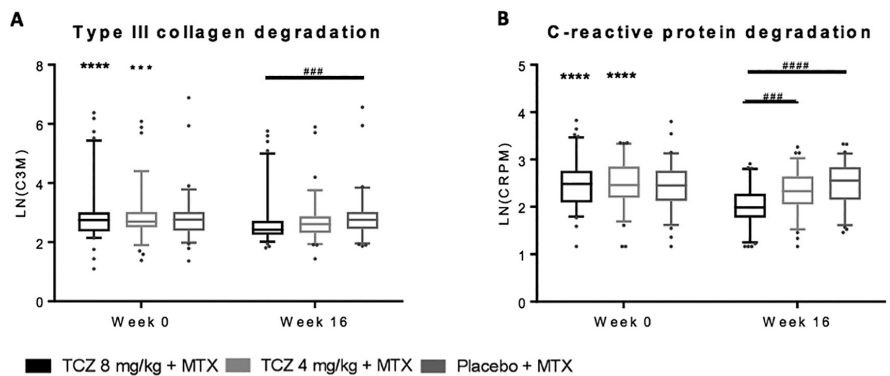 A
Type III collagen degradation
LN(C3M)
8
6
4
2
0
**** ***
###
Week 0 Week 16
B
C-reactive protein degradation
LN(CRPM)
5
4
3
2
1
0
**** ****
####
###
Week 0 Week 16
TCZ 8 mg/kg + MTX TCZ 4 mg/kg + MTX Placebo + MTX